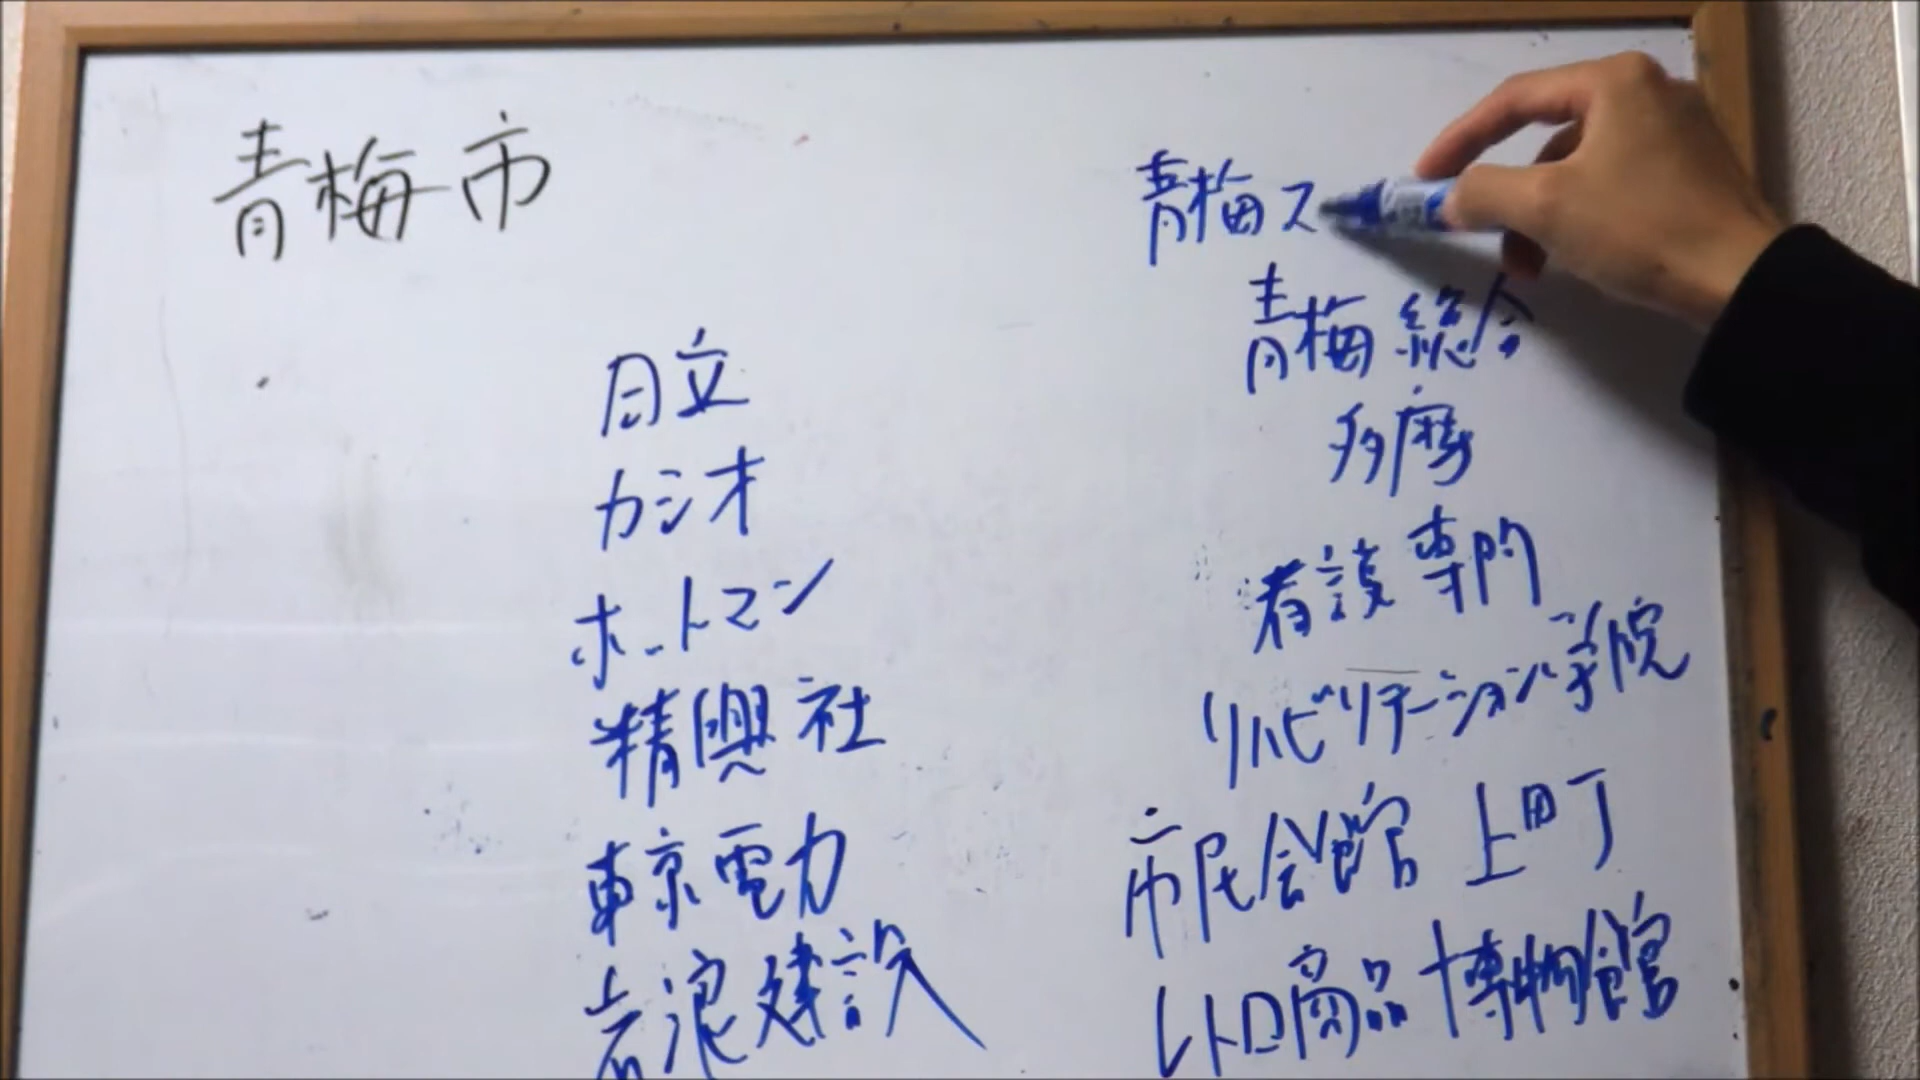 青梅市
日立
カシオ
ホットマン
精興社
東京電力
岩浪建設
青梅ス
青梅総合
多摩
看護専門
リハビリテーション学院
市民会館 上町
レトロ商品博物館